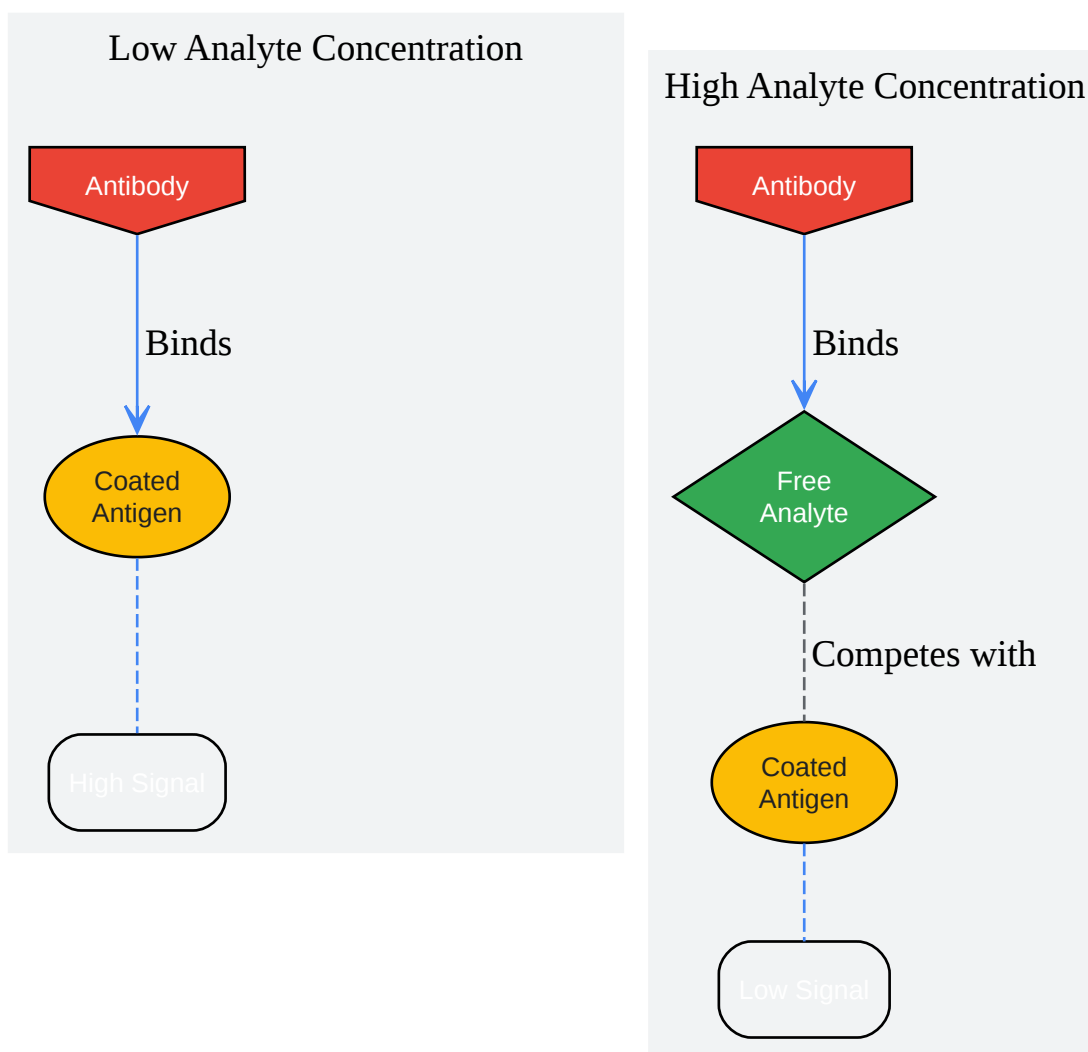 Low Analyte Concentration
Antibody
Binds
Coated
Antigen
High Signal
High Analyte Concentration
Antibody
Binds
Free
Analyte
Competes with
Coated
Antigen
Low Signal